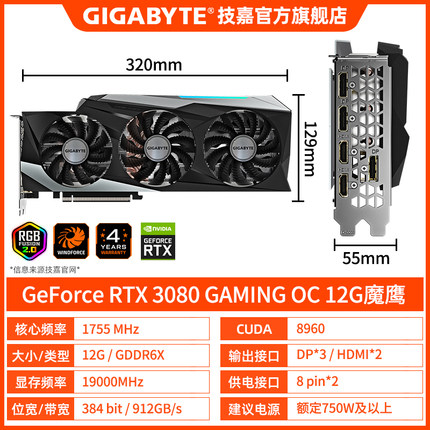 GIGABYTE™ 技嘉官方旗舰店
320mm
GIGABYTE GIGABYTE GIGABYTE
129mm
DP
55mm
RGB FUSION 2.0
WINDFORCE
4 YEARS WARRANTY
NVIDIA GEFORCE RTX
*信息来源技嘉官网*
GeForce RTX 3080 GAMING OC 12G魔鹰
核心频率 1755 MHz CUDA 8960
大小/类型 12G / GDDR6X 输出接口 DP*3 / HDMI*2
显存频率 19000MHz 供电接口 8 pin*2
位宽/带宽 384 bit / 912GB/s 建议电源 额定750W及以上